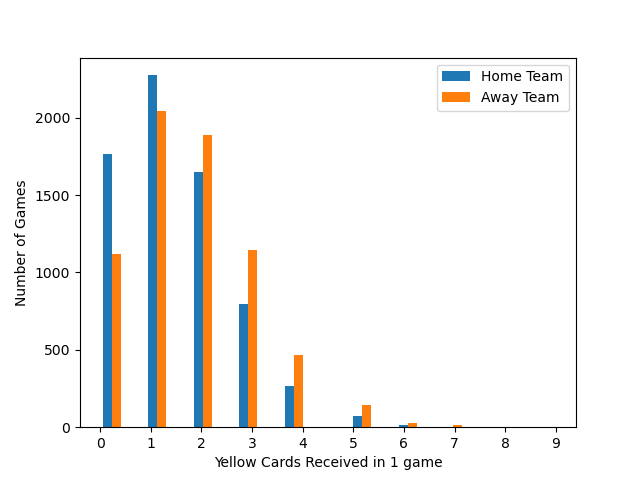 Home Team
Away Team
2000
1500
1000
500
0
0 1 2 3 4 5 6 7 8 9
Number of Games
Yellow Cards Received in 1 game